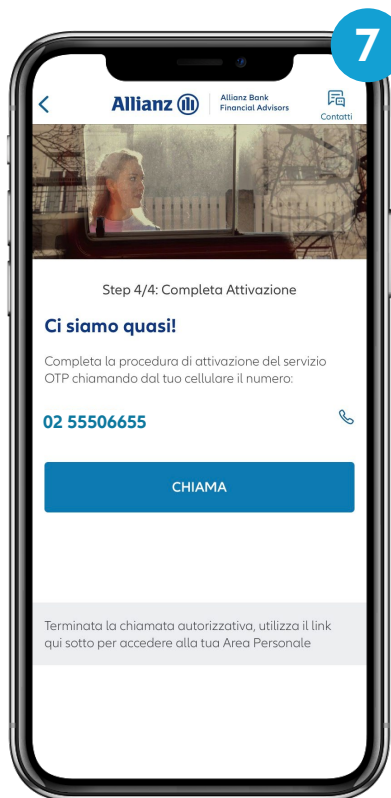 7
Allianz
Allianz Bank
Financial Advisors
Contatti
Step 4/4: Completa Attivazione
Ci siamo quasi!
Completa la procedura di attivazione del servizio
OTP chiamando dal tuo cellulare il numero:
02 55506655
CHIAMA
Terminata la chiamata autorizzativa, utilizza il link
qui sotto per accedere alla tua Area Personale